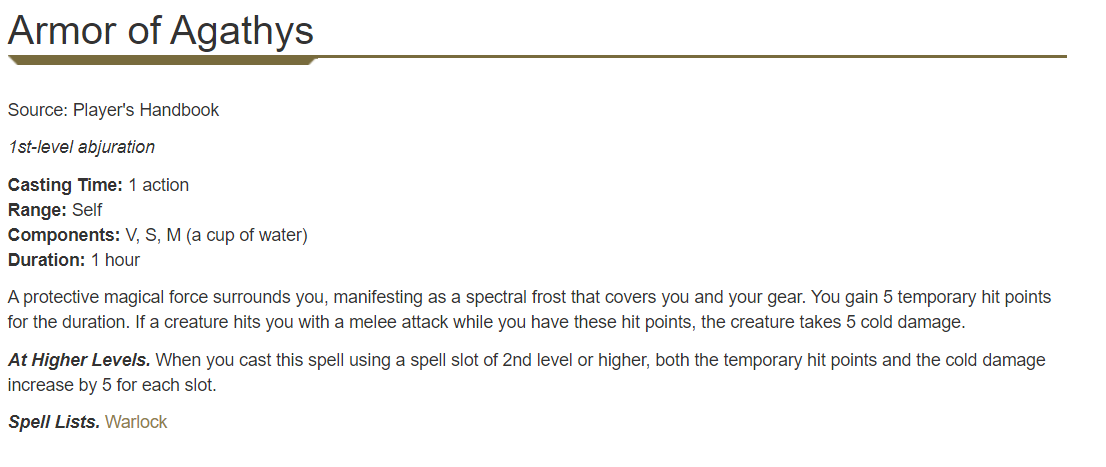 Armor of Agathys
Source: Player's Handbook
1st-level abjuration
Casting Time: 1 action
Range: Self
Components: V, S, M (a cup of water)
Duration: 1 hour
A protective magical force surrounds you, manifesting as a spectral frost that covers you and your gear. You gain 5 temporary hit points
for the duration. If a creature hits you with a melee attack while you have these hit points, the creature takes 5 cold damage.
At Higher Levels. When you cast this spell using a spell slot of 2nd level or higher, both the temporary hit points and the cold damage
increase by 5 for each slot.
Spell Lists. Warlock